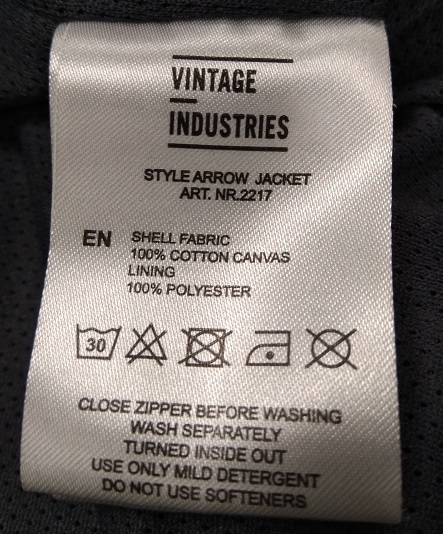 VINTAGE
INDUSTRIES
STYLE ARROW JACKET
ART. NR.2217
EN SHELL FABRIC
100% COTTON CANVAS
LINING
100% POLYESTER
30
CLOSE ZIPPER BEFORE WASHING
WASH SEPARATELY
TURNED INSIDE OUT
USE ONLY MILD DETERGENT
DO NOT USE SOFTENERS